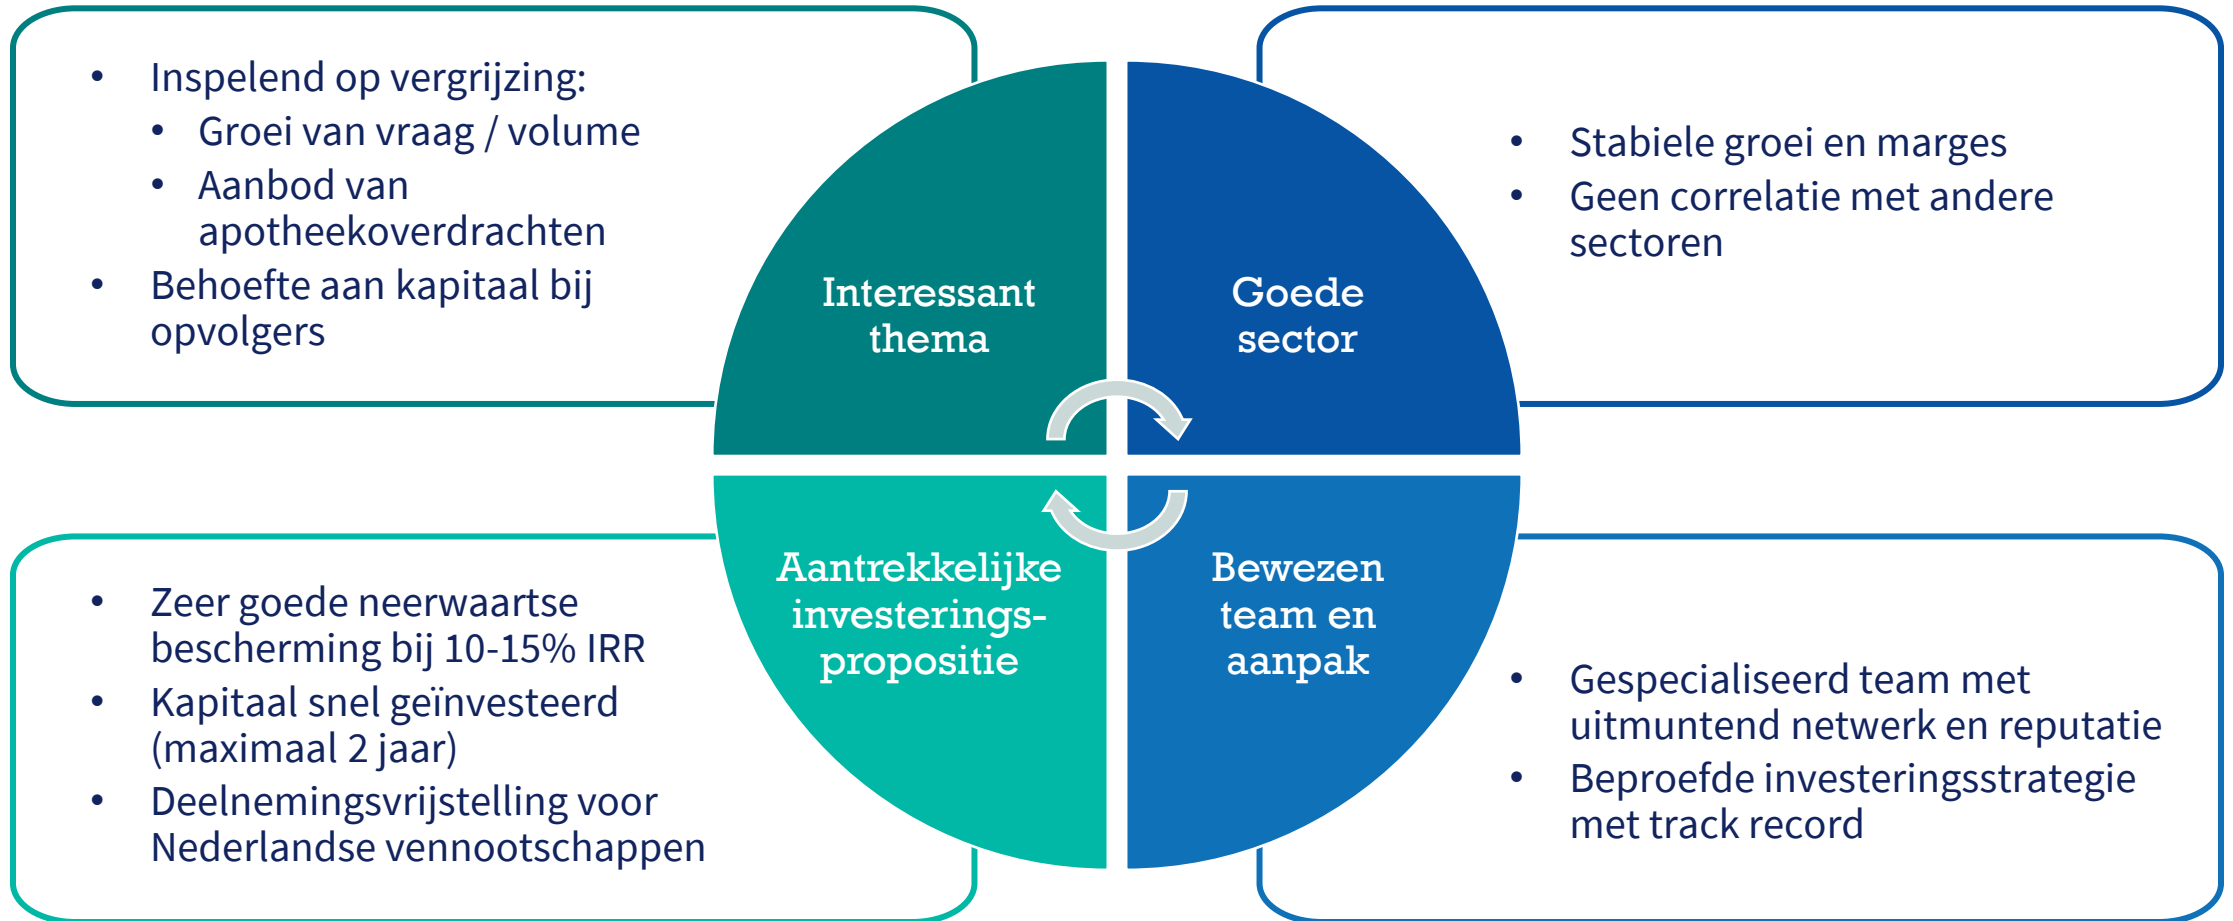 • Inspelend op vergrijzing:
• Groei van vraag / volume
• Aanbod van
apotheekoverdrachten
• Behoefte aan kapitaal bij
opvolgers
Interessant
thema
Goede
sector
• Stabiele groei en marges
• Geen correlatie met andere
sectoren
• Zeer goede neerwaartse
bescherming bij 10-15% IRR
• Kapitaal snel geïnvesteerd
(maximaal 2 jaar)
• Deelnemingsvrijstelling voor
Nederlandse vennootschappen
Aantrekkelijke
investerings-
propositie
Bewezen
team en
aanpak
• Gespecialiseerd team met
uitmuntend netwerk en reputatie
• Beproefde investeringsstrategie
met track record